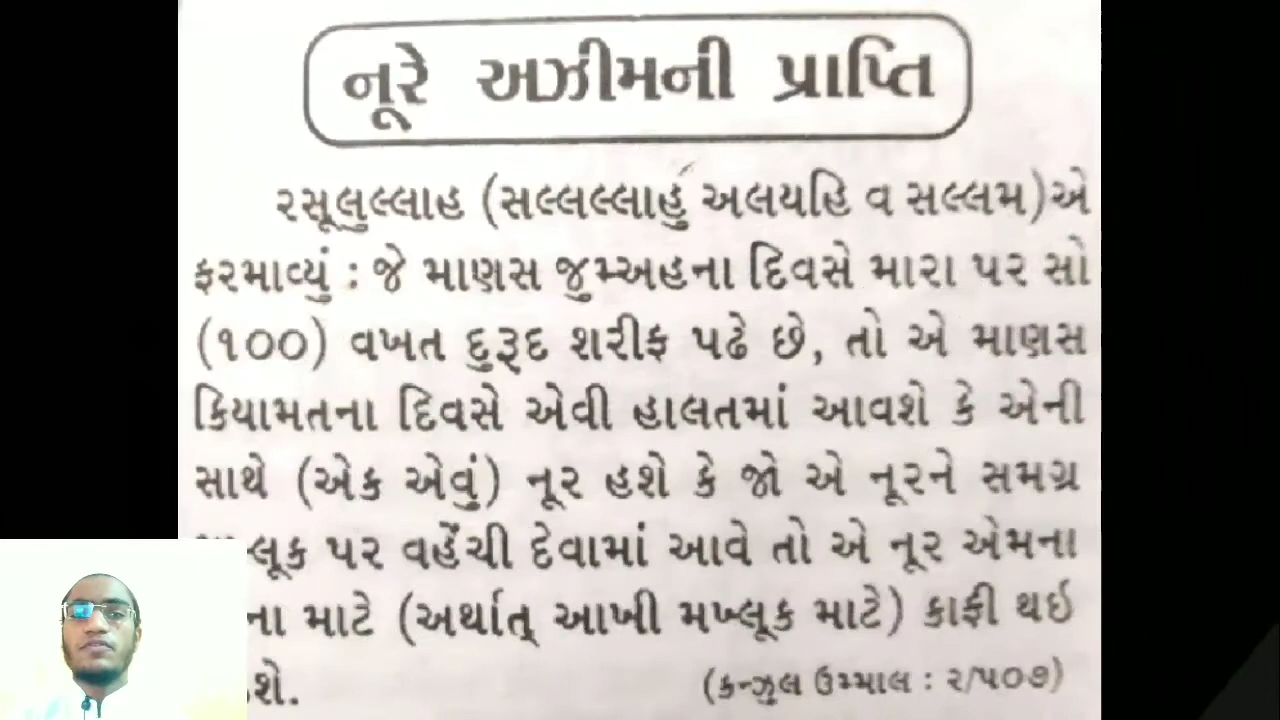 નૂરે અઝીમની પ્રાપ્તિ
રસૂલુલ્લાહ (સલ્લલ્લાહું અલયહિ વ સલ્લમ)એ
ફરમાવ્યું : જે માણસ જુમ્અહના દિવસે મારા પર સો
(૧૦૦) વખત દુરૂદ શરીફ પઢે છે, તો એ માણસ
કિયામતના દિવસે એવી હાલતમાં આવશે કે એની
સાથે (એક એવું) નૂર હશે કે જો એ નૂરને સમગ્ર
પર વહેંચી દેવામાં આવે તો એ નૂર એમના
માટે (અર્થાત્ આખી મખ્લૂક માટે) કાફી થઇ
(કન્ઝુલ ઉમ્માલ : ૨/૫૦૭)